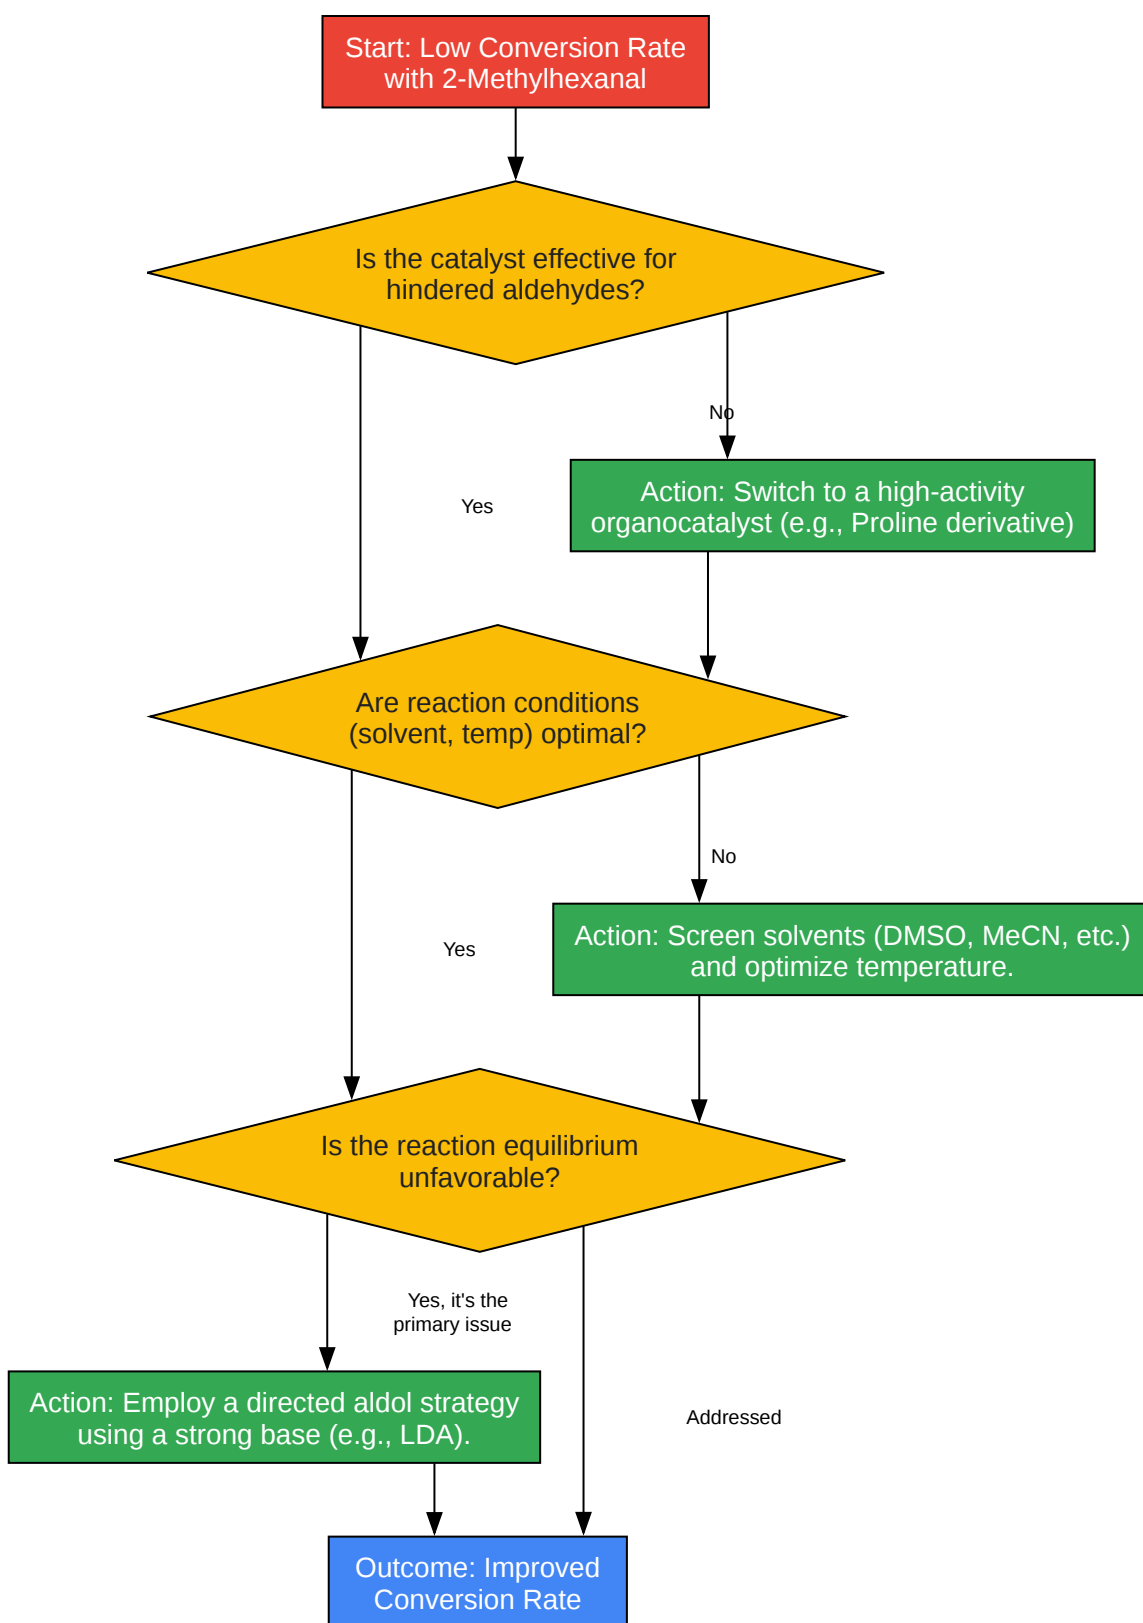 Start: Low Conversion Rate
with 2-Methylhexanal
Is the catalyst effective for
hindered aldehydes?
No
Action: Switch to a high-activity
organocatalyst (e.g., Proline derivative)
Yes
Are reaction conditions
(solvent, temp) optimal?
No
Action: Screen solvents (DMSO, MeCN, etc.)
and optimize temperature.
Yes
Is the reaction equilibrium
unfavorable?
Yes, it's the
primary issue
Action: Employ a directed aldol strategy
using a strong base (e.g., LDA).
Addressed
Outcome: Improved
Conversion Rate